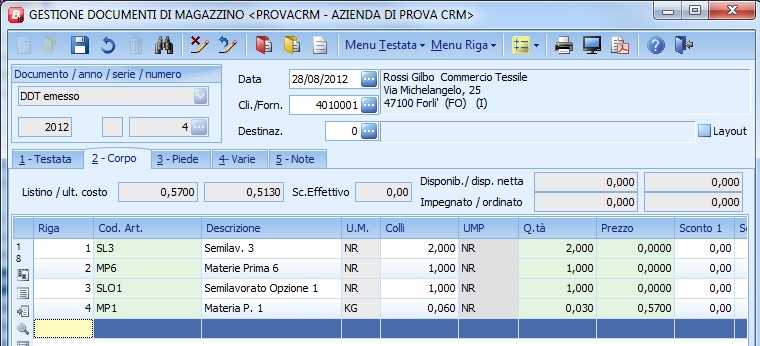 GESTIONE DOCUMENTI DI MAGAZZINO <PROVACRM - AZIENDA DI PROVA CRM>
Menu Testata Menu Riga
Documento / anno / serie / numero
DDT emesso
2012 4
Data 28/08/2012
Cli./Forn. 4010001
Destinaz. 0
Rossi Gilbo Commercio Tessile
Via Michelangelo, 25
47100 Forli' (FO) (I)
Layout
1 - Testata 2 - Corpo 3 - Piede 4- Varie 5 - Note
Listino / ult. costo 0,5700 0,5130 Sc.Effettivo 0,00
Disponib./ disp. netta 0,000 0,000
Impegnato / ordinato 0,000 0,000
Riga Cod. Art. Descrizione U.M. Colli UMP Q.tà Prezzo Sconto 1
1 SL3 Semilav. 3 NR 2,000 NR 2,000 0,0000 0,00
2 MP6 Materie Prima 6 NR 1,000 NR 1,000 0,0000 0,00
3 SLO1 Semilavorato Opzione 1 NR 1,000 NR 1,000 0,0000 0,00
4 MP1 Materia P. 1 KG 0,060 NR 0,030 0,5700 0,00
1
8